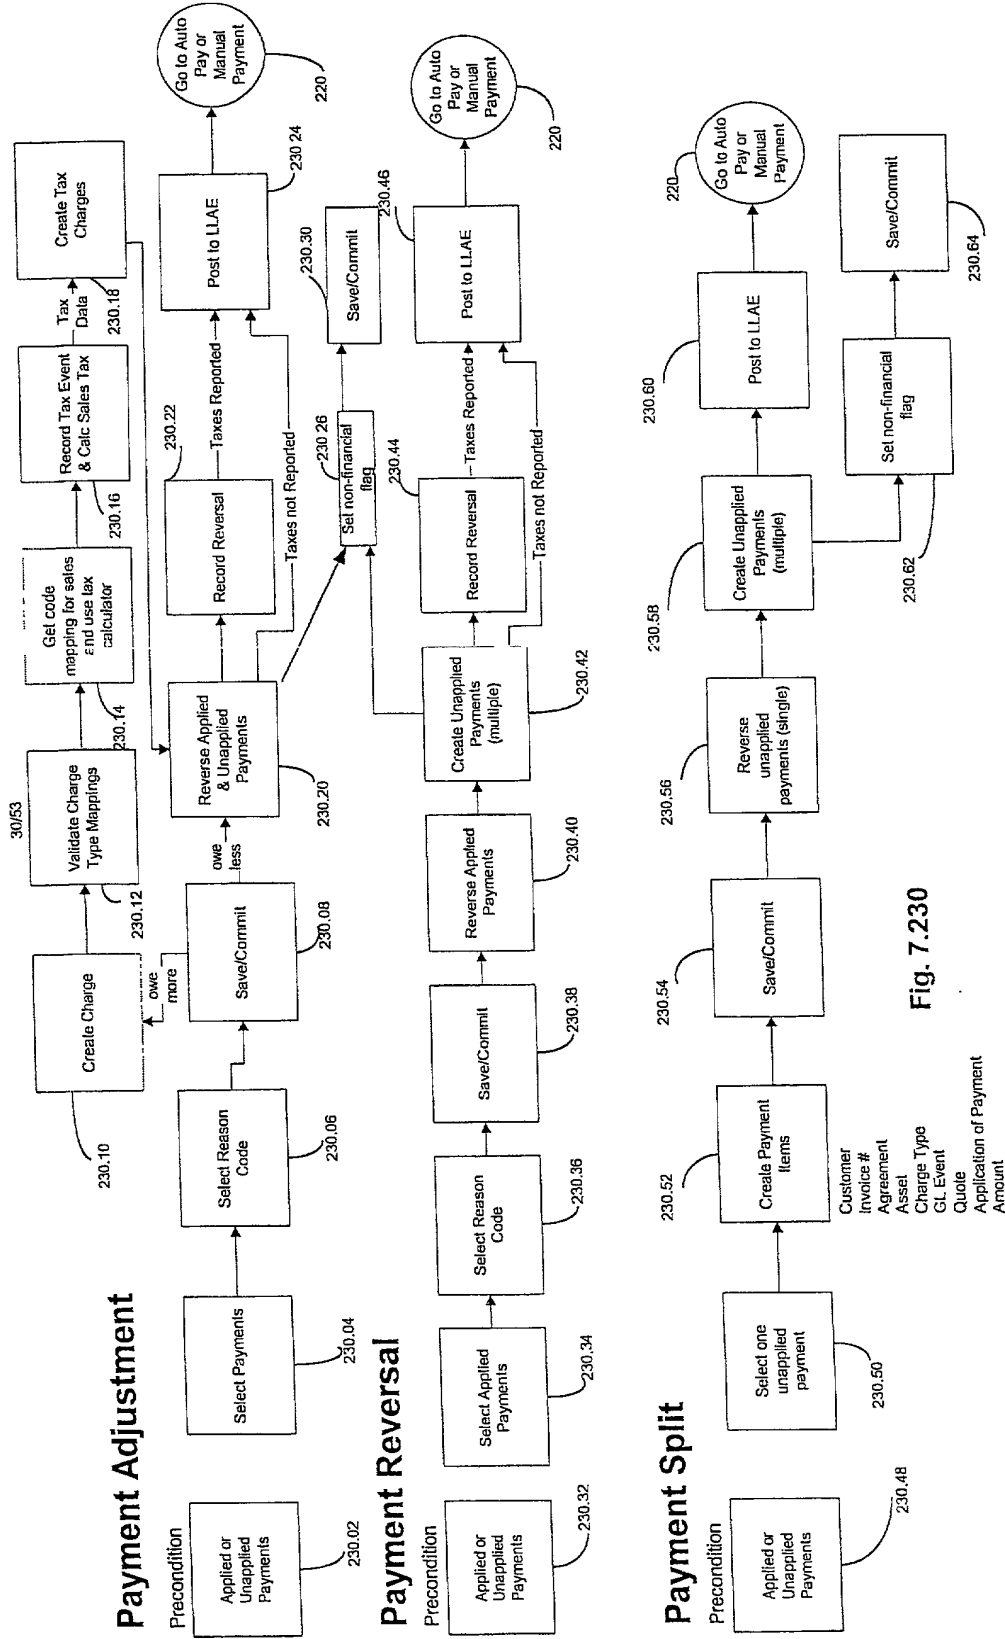 30/53
Payment Adjustment
Precondition
Applied or
Unapplied
Payments
230.02
Select Payments
230.04
Select Reason
Code
230.06
Save/Commit
230.08
owe
more
Create Charge
230.10
Validate Charge
Type Mappings
230.12
Get code
mapping for sales
and use tax
calculator
230.14
Record Tax Event
& Calc Sales Tax
230.16
Tax
Data
Create Tax
Charges
230.18
owe
less
Reverse Applied
& Unapplied
Payments
230.20
Record Reversal
230.22
Taxes Reported
Taxes not Reported
Post to LLAE
230 24
Go to Auto
Pay or
Manual
Payment
220
Set non-financial
flag
230 26
Save/Commit
230.30
Payment Reversal
Precondition
Applied or
Unapplied
Payments
230.32
Select Applied
Payments
230.34
Select Reason
Code
230.36
Save/Commit
230.38
Reverse Applied
Payments
230.40
Create Unapplied
Payments
(multiple)
230.42
Record Reversal
230.44
Taxes Reported
Taxes not Reported
Post to LLAE
230.46
Go to Auto
Pay or
Manual
Payment
220
Payment Split
Precondition
Applied or
Unapplied
Payments
230.48
Select one
unapplied
payment
230.50
Create Payment
Items
230.52
Customer
Invoice #
Agreement
Asset
Charge Type
GL Event
Quote
Application of Payment
Amount
Save/Commit
230.54
Reverse
unapplied
payments (single)
230.56
Create Unapplied
Payments
(multiple)
230.58
Post to LLAE
230.60
Go to Auto
Pay or
Manual
Payment
220
Set non-financial
flag
230.62
Save/Commit
230.64
Fig. 7.230